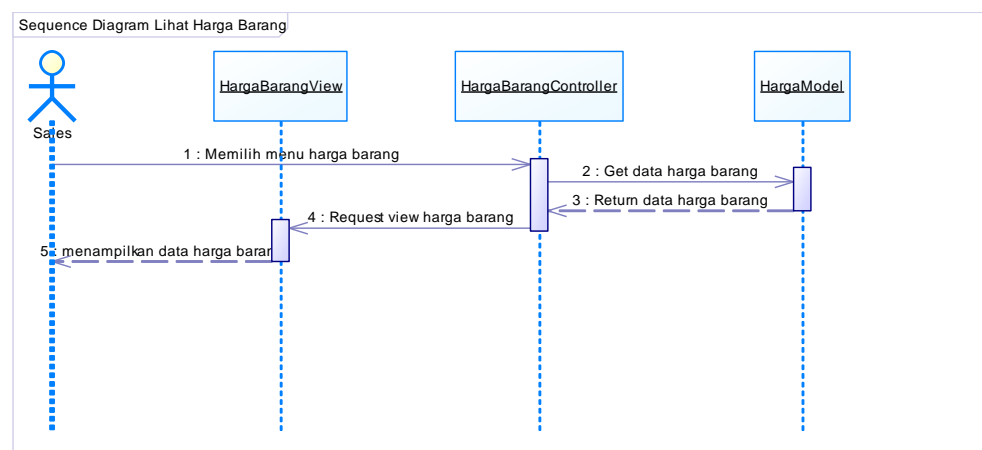 Sequence Diagram Lihat Harga Barang
HargaBarangView
HargaBarangController
HargaModel
Sales
1 : Memilih menu harga barang
2 : Get data harga barang
3 : Return data harga barang
4 : Request view harga barang
5 : menampilkan data harga baran